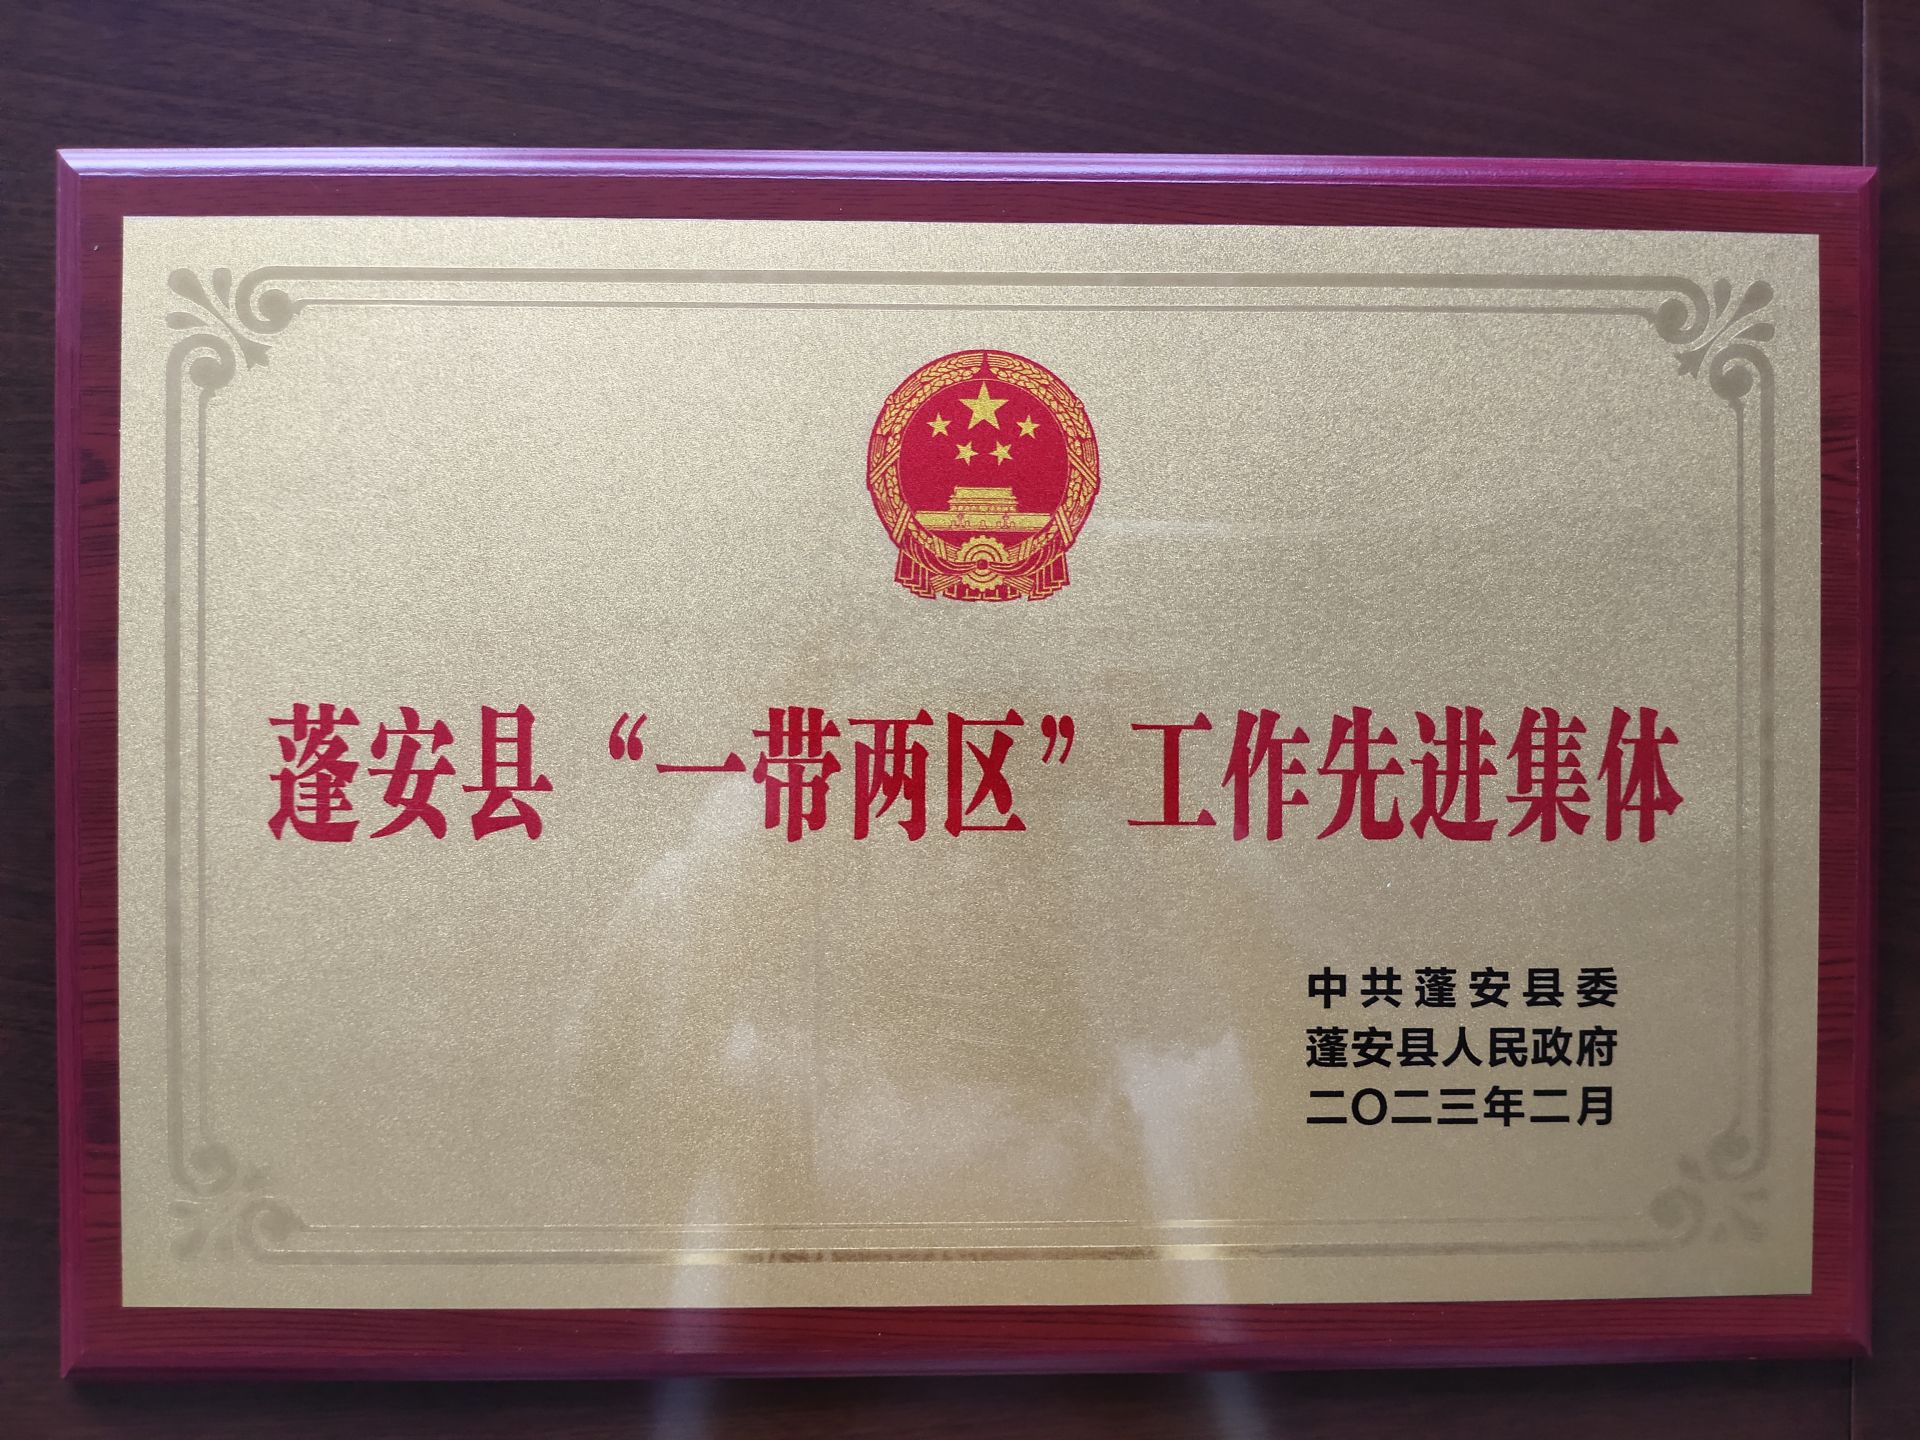 蓬安县“一带两区”工作先进集体
中共蓬安县委
蓬安县人民政府
二〇二三年二月